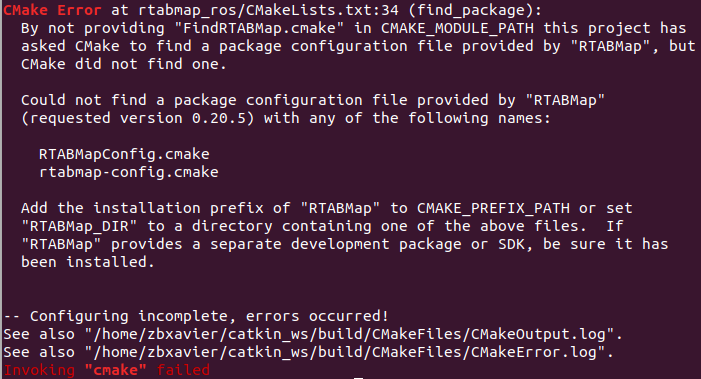 CMake Error at rtabmap_ros/CMakeLists.txt:34 (find_package):
By not providing "FindRTABMap.cmake" in CMAKE_MODULE_PATH this project has
asked CMake to find a package configuration file provided by "RTABMap", but
CMake did not find one.
Could not find a package configuration file provided by "RTABMap"
(requested version 0.20.5) with any of the following names:
RTABMapConfig.cmake
rtabmap-config.cmake
Add the installation prefix of "RTABMap" to CMAKE_PREFIX_PATH or set
"RTABMap_DIR" to a directory containing one of the above files.  If
"RTABMap" provides a separate development package or SDK, be sure it has
been installed.
-- Configuring incomplete, errors occurred!
See also "/home/zbxavier/catkin_ws/build/CMakeFiles/CMakeOutput.log".
See also "/home/zbxavier/catkin_ws/build/CMakeFiles/CMakeError.log".
Invoking "cmake" failed